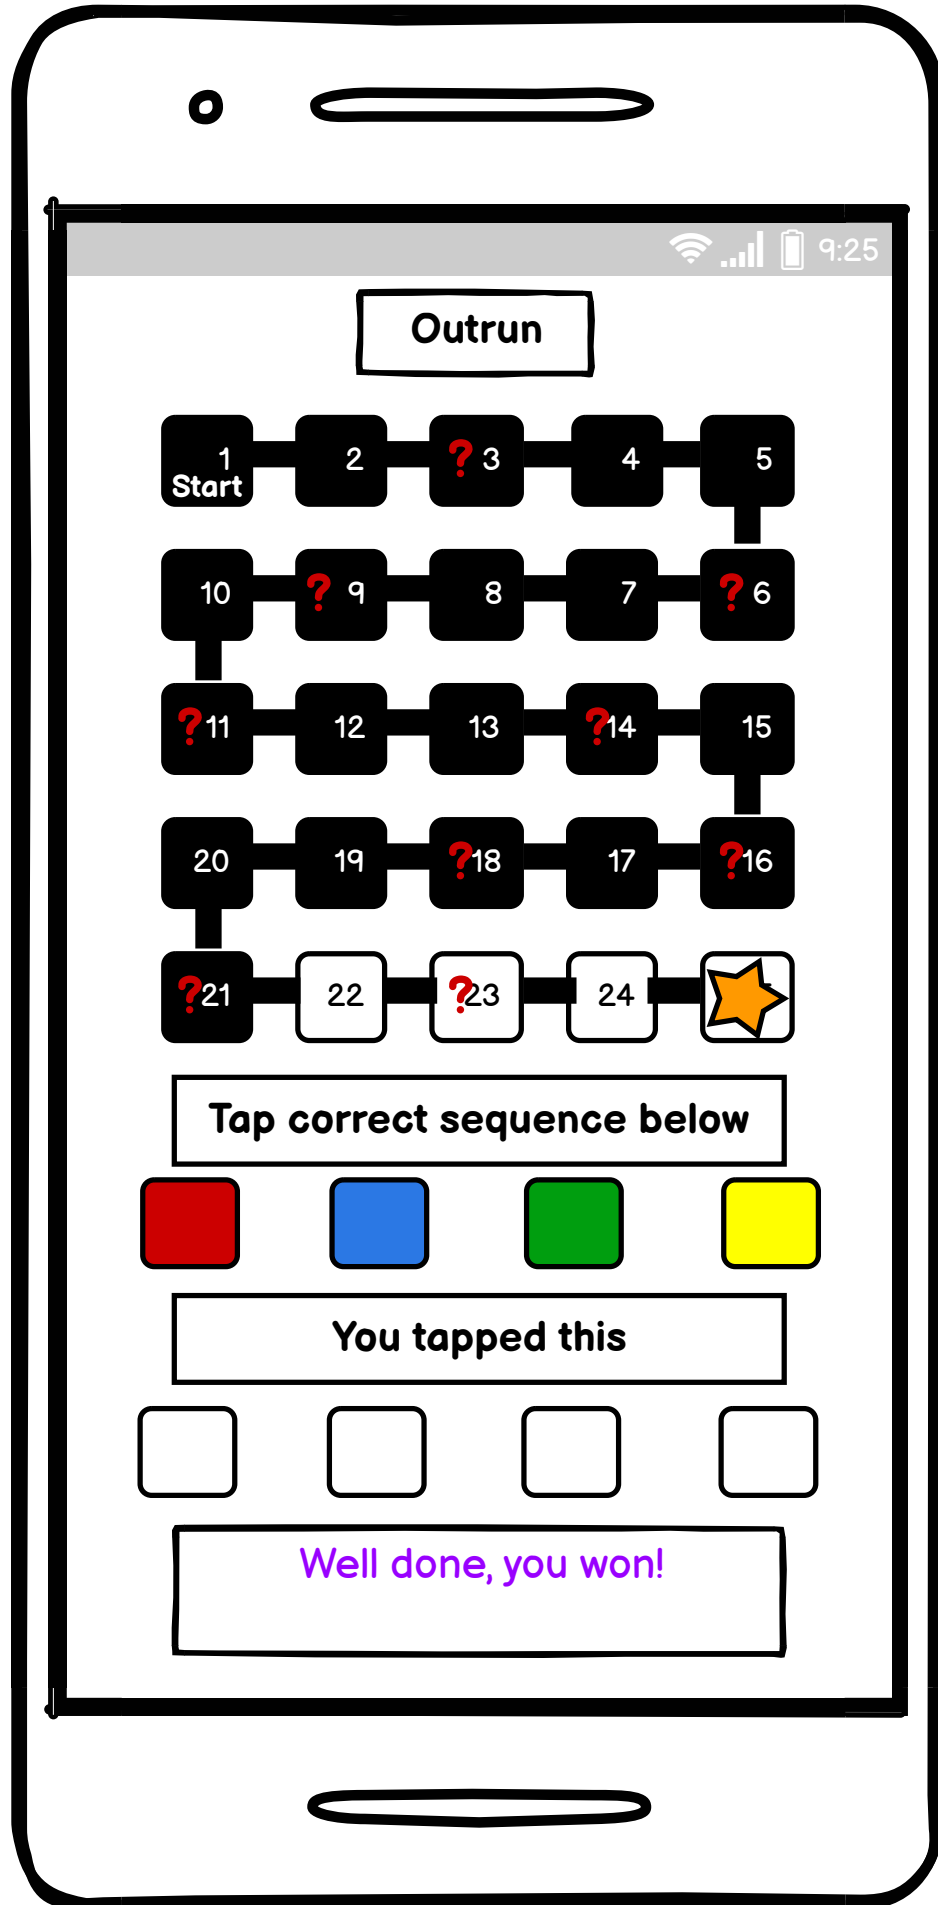 9:25
Outrun
1 2 ? 3 4 5
Start
10 ? 9 8 7 ? 6
? 11 12 13 ? 14 15
20 19 ? 18 17 ? 16
? 21 22 ? 23 24
Tap correct sequence below
You tapped this
Well done, you won!